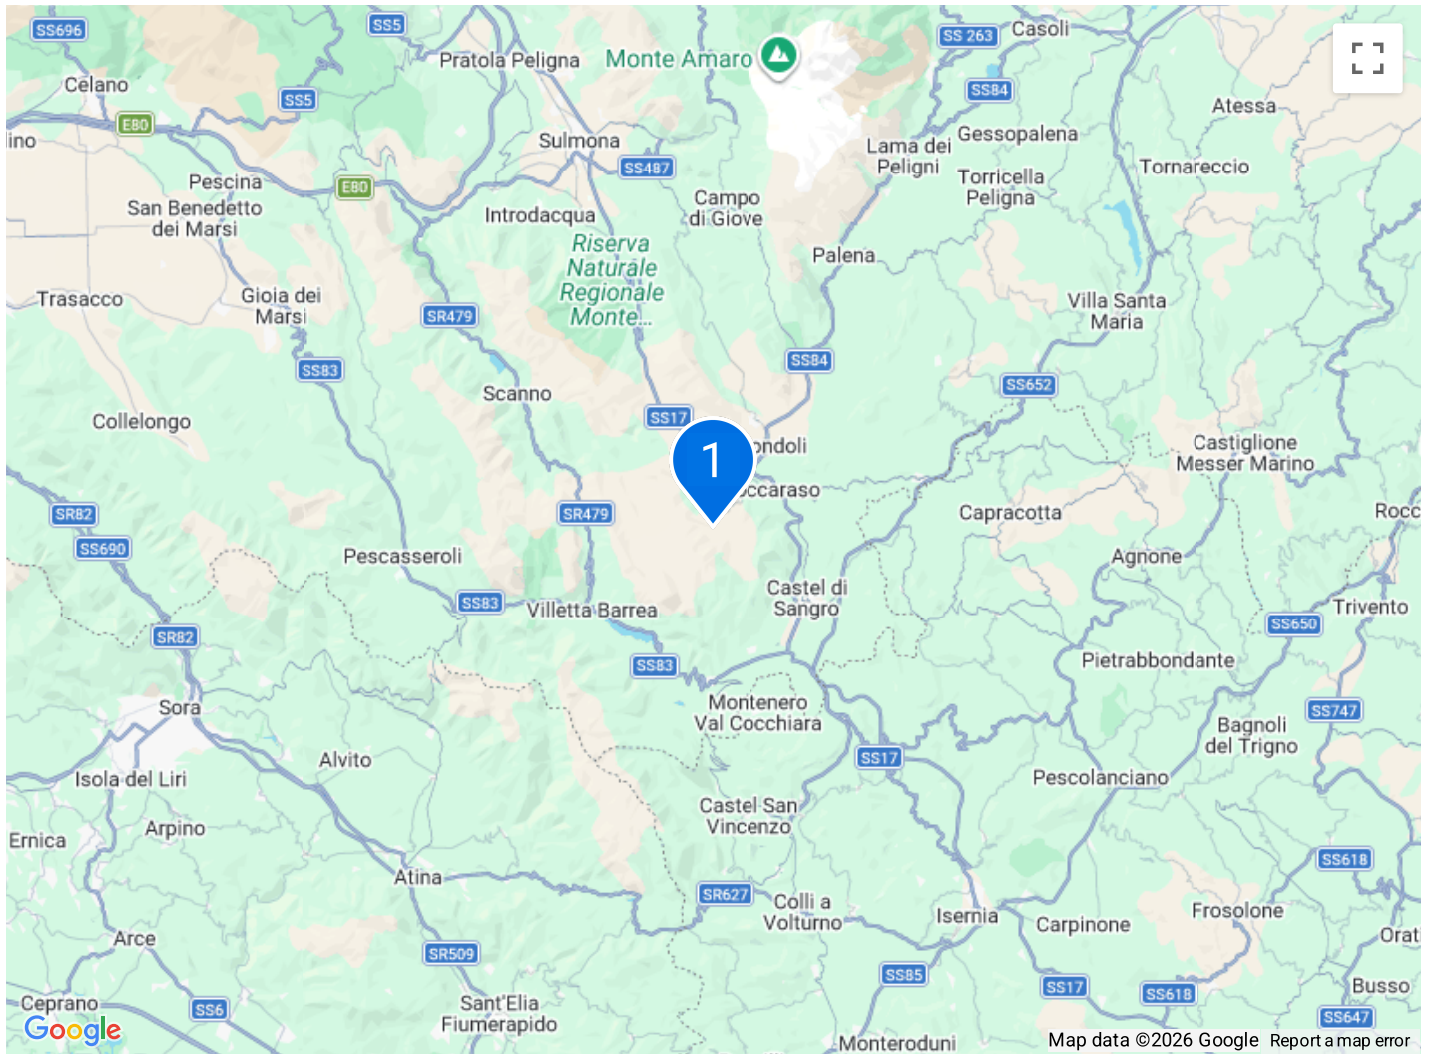 SS696
SS5
Pratola Peligna
Monte Amaro
SS 263
Casoli
Celano
SS5
SS84
Atessa
E80
lino
Sulmona
Gessopalena
Lama dei
Peligni
SS487
Tornareccio
Pescina
E80
Torricella
Peligna
San Benedetto
dei Marsi
Introdacqua
Campo
di Giove
Riserva
Naturale
Regionale
Monte...
Palena
Trasacco
Gioia dei
Marsi
SR479
Villa Santa
Maria
SS83
SS84
SS652
Scanno
Collelongo
SS17
1
ondoli
Castiglione
Messer Marino
occaraso
SR82
SR479
Capracotta
Rocc
SS690
Pescasseroli
Agnone
SS83
Villetta Barrea
Castel di
Sangro
Trivento
SS650
SR82
SS83
Pietrabbondante
Sora
Montenero
Val Cocchiara
SS747
Bagnoli
del Trigno
Alvito
SS17
Isola del Liri
Pescolanciano
Castel San
Vincenzo
Arpino
Ernica
SS618
Atina
SR627
Colli a
Volturno
Isernia
Carpinone
Frosolone
Arce
SR509
Orat
SS85
SS17
SS618
Busso
Ceprano
SS6
Sant'Elia
Fiumerapido
SS647
Google
Monteroduni
Map data ©2026 Google
Report a map error